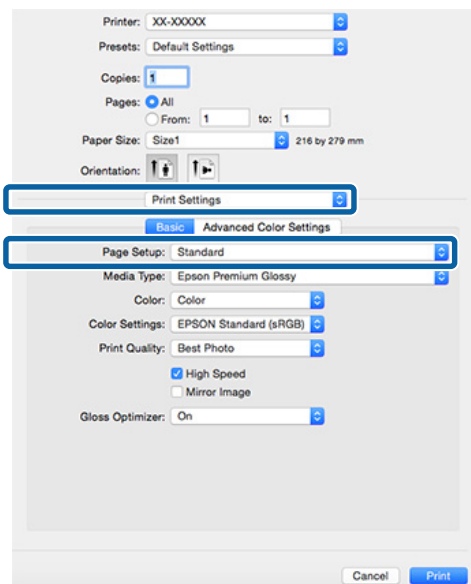 Printer: XX-XXXXX
Presets: Default Settings
Copies: 1
Pages: All
From: 1 to: 1
Paper Size: Size1 216 by 279 mm
Orientation:
Print Settings
Basic Advanced Color Settings
Page Setup: Standard
Media Type: Epson Premium Glossy
Color: Color
Color Settings: EPSON Standard (sRGB)
Print Quality: Best Photo
High Speed
Mirror Image
Gloss Optimizer: On
Cancel Print